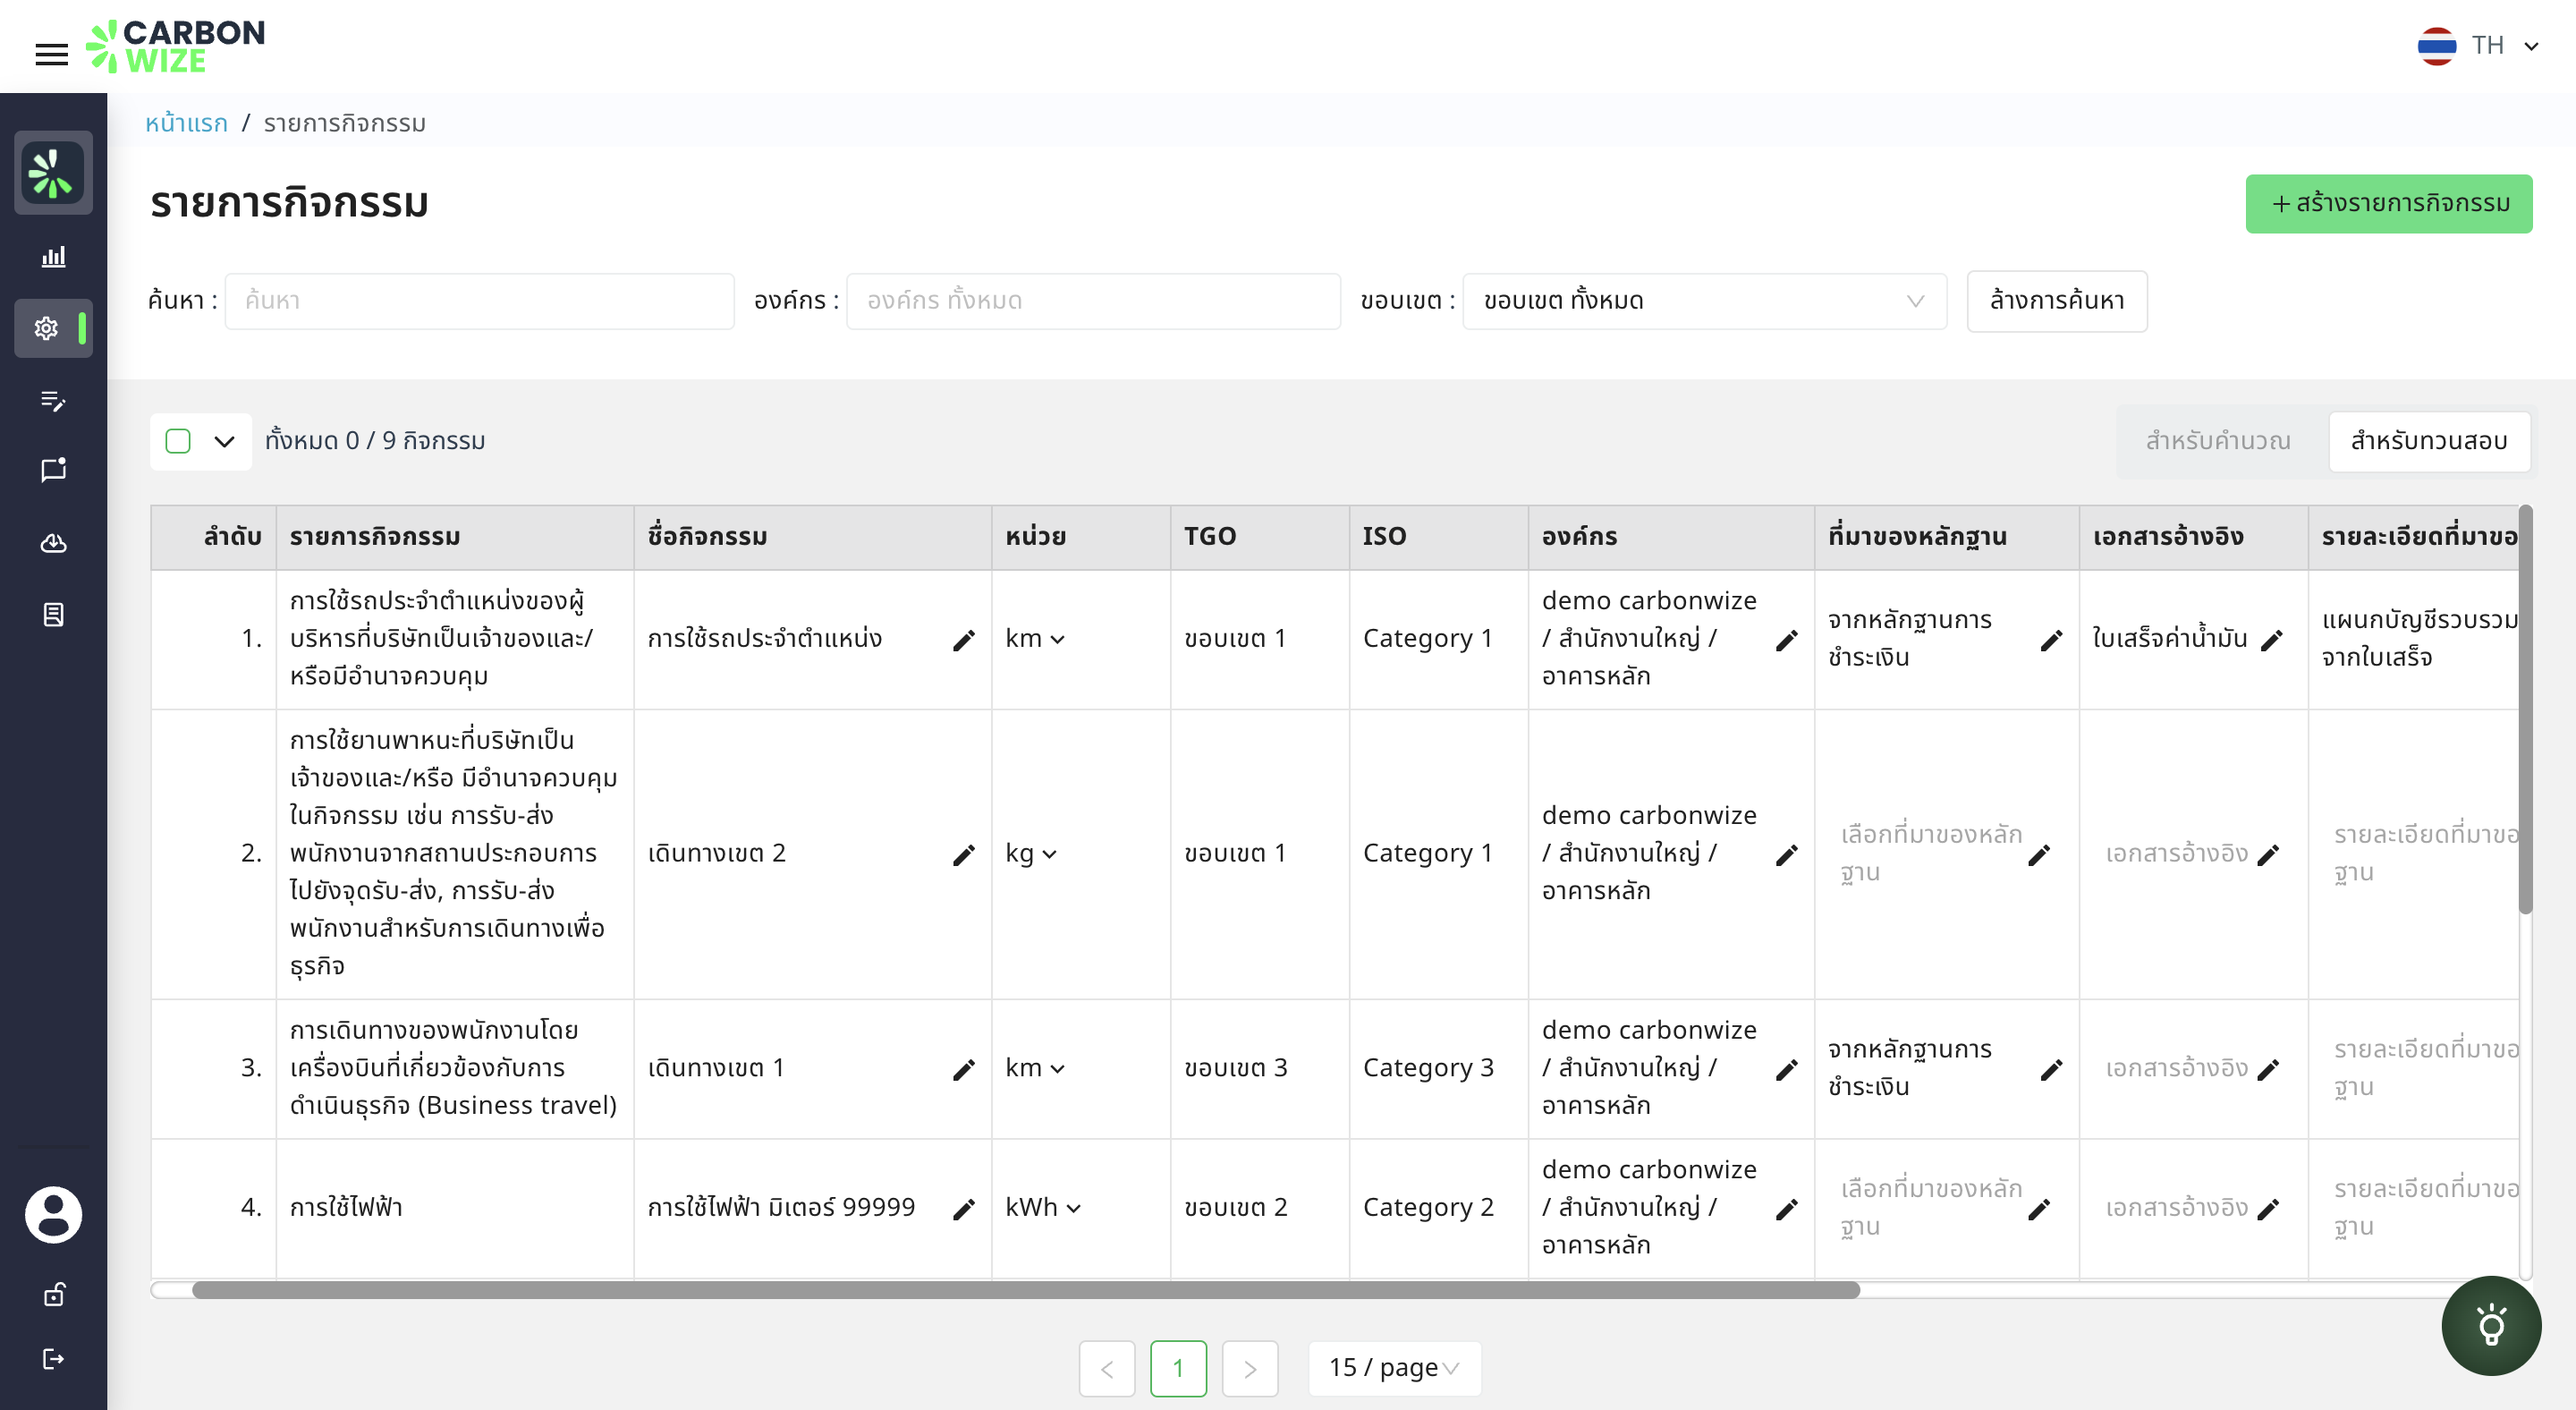 CARBON
WIZE
TH
หน้าแรก / รายการกิจกรรม
รายการกิจกรรม
+ สร้างรายการกิจกรรม
ค้นหา : ค้นหา องค์กร : องค์กร ทั้งหมด ขอบเขต : ขอบเขต ทั้งหมด ล้างการค้นหา
ทั้งหมด 0 / 9 กิจกรรม
สำหรับคำนวณ สำหรับทวนสอบ
ลำดับ รายการกิจกรรม ชื่อกิจกรรม หน่วย TGO ISO องค์กร ที่มาของหลักฐาน เอกสารอ้างอิง รายละเอียดที่มาขอ
1.
การใช้รถประจำตำแหน่งของผู้
บริหารที่บริษัทเป็นเจ้าของและ/
หรือมีอำนาจควบคุม
การใช้รถประจำตำแหน่ง
km
ขอบเขต 1
Category 1
demo carbonwize
/ สำนักงานใหญ่ /
อาคารหลัก
จากหลักฐานการ
ชำระเงิน
ใบเสร็จค่าน้ำมัน
แผนกบัญชีรวบรวม
จากใบเสร็จ
2.
การใช้ยานพาหนะที่บริษัทเป็น
เจ้าของและ/หรือ มีอำนาจควบคุม
ในกิจกรรม เช่น การรับ-ส่ง
พนักงานจากสถานประกอบการ
ไปยังจุดรับ-ส่ง, การรับ-ส่ง
พนักงานสำหรับการเดินทางเพื่อ
ธุรกิจ
เดินทางเขต 2
kg
ขอบเขต 1
Category 1
demo carbonwize
/ สำนักงานใหญ่ /
อาคารหลัก
เลือกที่มาของหลัก
ฐาน
เอกสารอ้างอิง
รายละเอียดที่มาขอ
ฐาน
3.
การเดินทางของพนักงานโดย
เครื่องบินที่เกี่ยวข้องกับการ
ดำเนินธุรกิจ (Business travel)
เดินทางเขต 1
km
ขอบเขต 3
Category 3
demo carbonwize
/ สำนักงานใหญ่ /
อาคารหลัก
จากหลักฐานการ
ชำระเงิน
เอกสารอ้างอิง
รายละเอียดที่มาขอ
ฐาน
4.
การใช้ไฟฟ้า
การใช้ไฟฟ้า มิเตอร์ 99999
kWh
ขอบเขต 2
Category 2
demo carbonwize
/ สำนักงานใหญ่ /
อาคารหลัก
เลือกที่มาของหลัก
ฐาน
เอกสารอ้างอิง
รายละเอียดที่มาขอ
ฐาน
< 1 > 15 / page